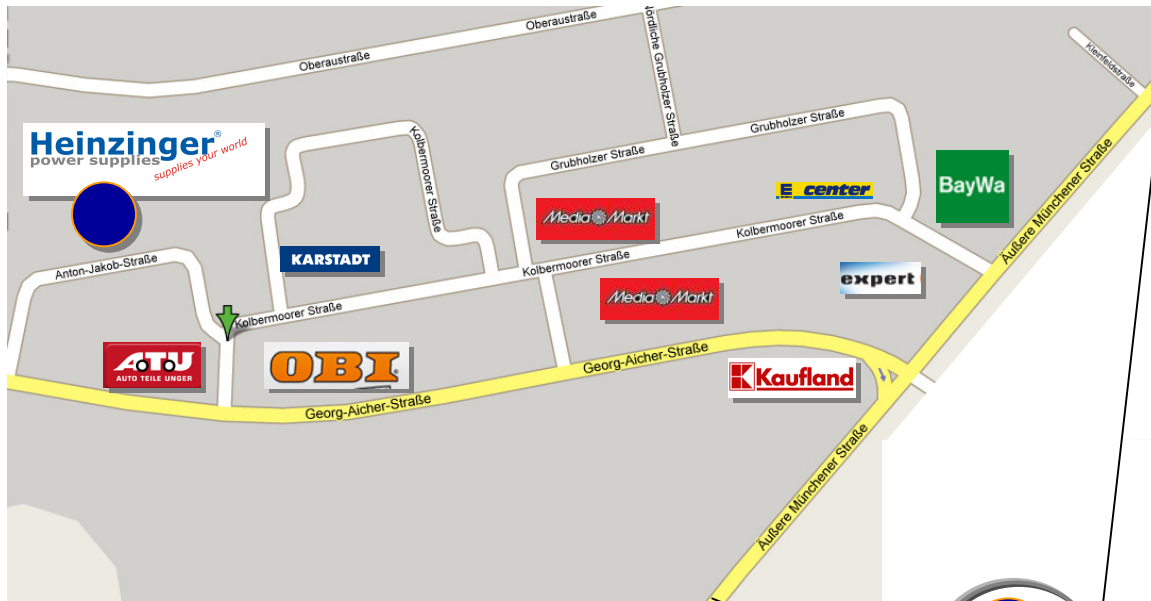 Oberaustraße
Oberaustraße
Nördliche Grubholzer Straße
Kleinfeldstraße
Heinzinger®
power supplies
supplies your world
Kolbermoorer Straße
Grubholzer Straße
Grubholzer Straße
E center
BayWa
Media Markt
Äußere Münchener Straße
Kolbermoorer Straße
Kolbermoorer Straße
Anton-Jakob-Straße
KARSTADT
expert
Media Markt
Kolbermoorer Straße
ATU
AUTO TEILE UNGER
OBI®
Georg-Aicher-Straße
Kaufland
Georg-Aicher-Straße
Äußere Münchener Straße